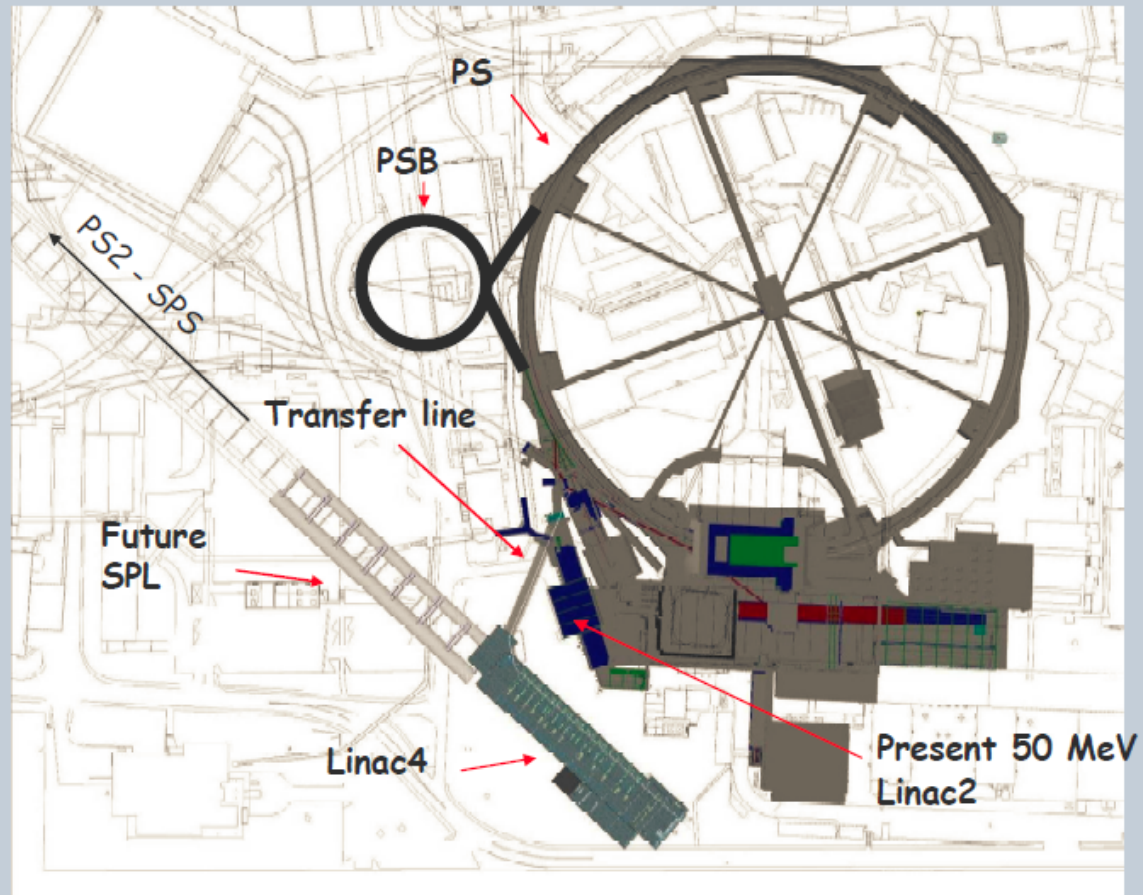 PS
PSB
PS2 - SPS
Transfer line
Future
SPL
Linac4
Present 50 MeV
Linac2